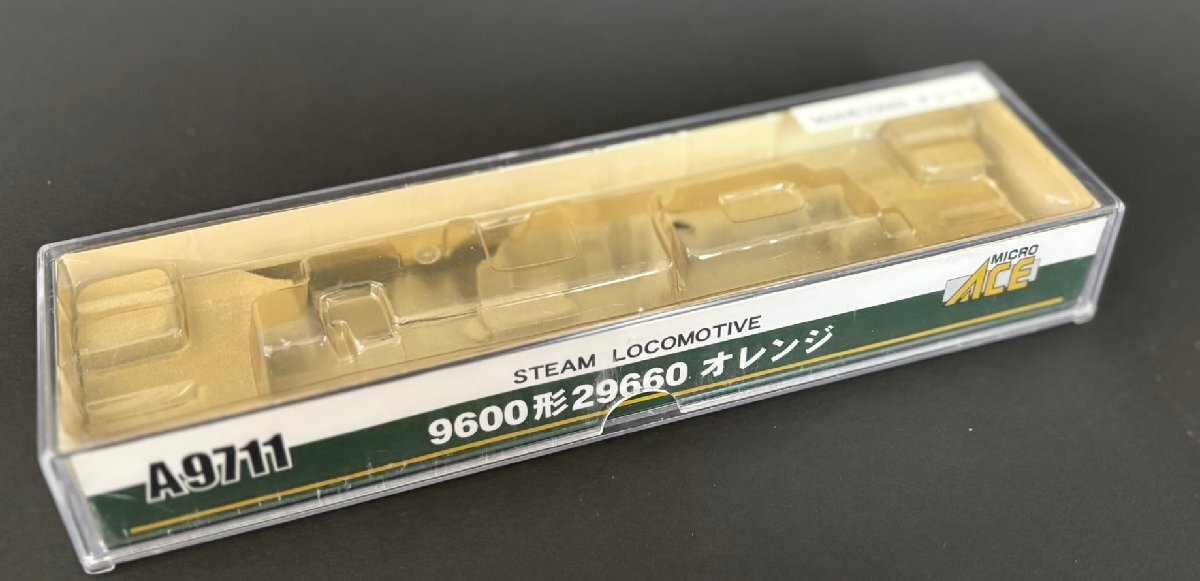 MICRO
ACE
STEAM LOCOMOTIVE
9600形29660 オレンジ
A9711